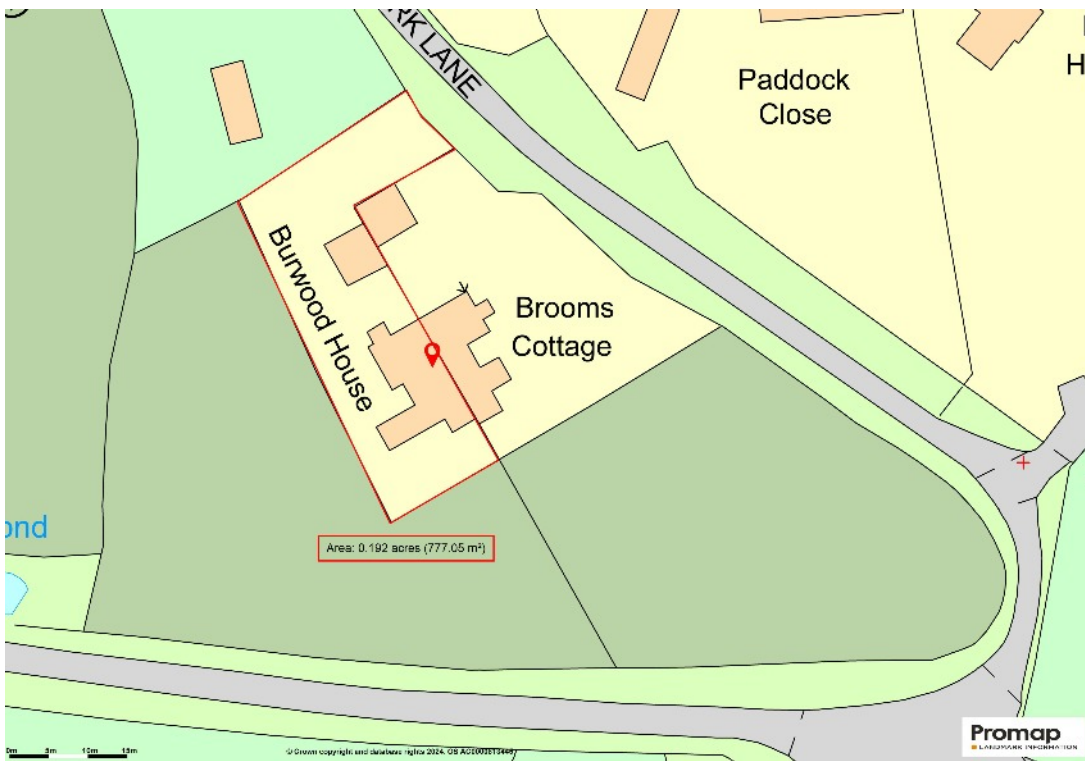 RK LANE
Paddock
Close
H
Burwood House
Brooms
Cottage
ond
Area: 0.192 acres (777.05 m²)
0m 5m 10m 15m
© Crown copyright and database rights 2024. OS
Promap
LANDMARK INFORMATION